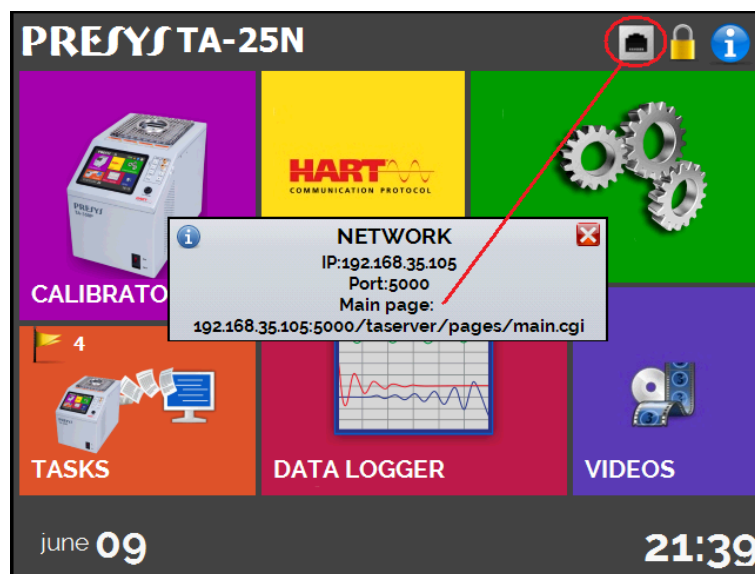 PRESYS TA-25N
HART
COMMUNICATION PROTOCOL
NETWORK
IP:192.168.35.105
Port:5000
Main page:
192.168.35.105:5000/taserver/pages/main.cgi
CALIBRATO
4
TASKS
DATA LOGGER
VIDEOS
june 09
21:39